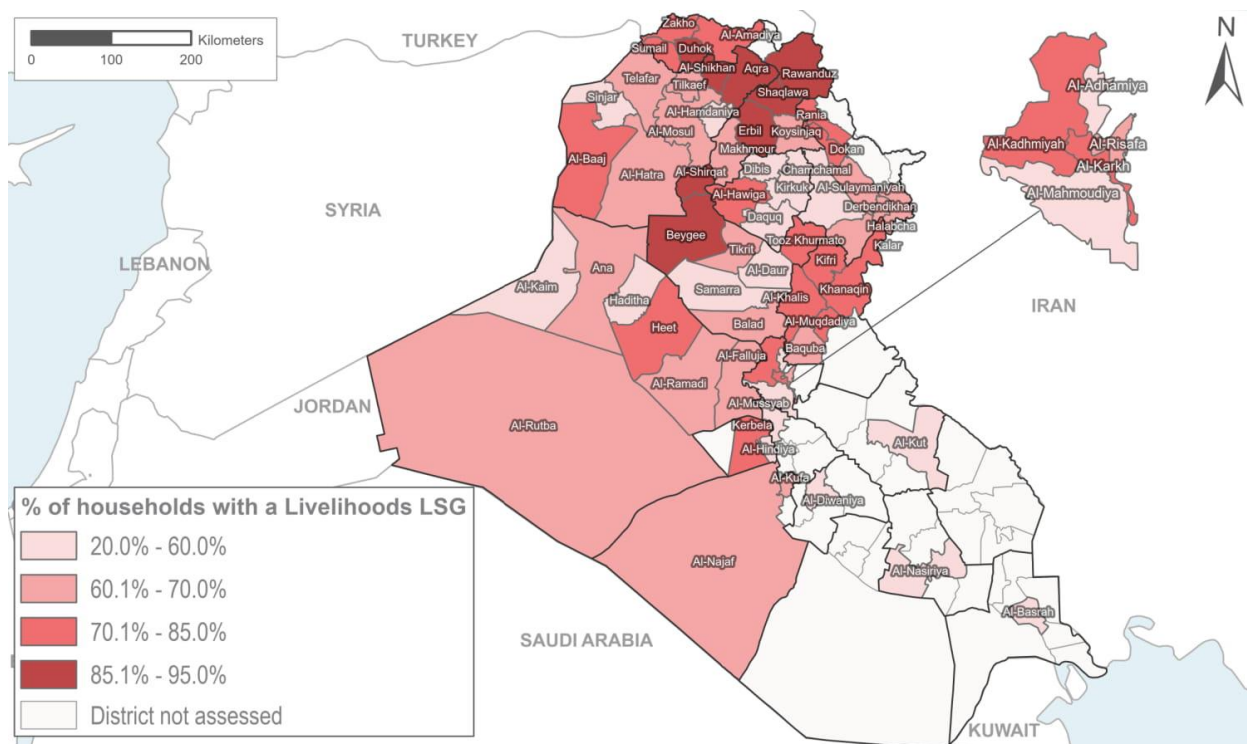 Kilometers
0 100 200
N
TURKEY
SYRIA
LEBANON
JORDAN
SAUDI ARABIA
IRAN
KUWAIT
Zakho
Al-Amadiya
Sumail
Duhok
Al-Shikhan
Aqra
Rawanduz
Telafar
Tilkaef
Shaqlawa
Sinjar
Al-Hamdaniya
Rania
Al-Mosul
Erbil
Koysinjaq
Makhmour
Dokan
Al-Baaj
Al-Hatra
Al-Shirqat
Dibis
Chamchamal
Al-Hawiga
Kirkuk
Al-Sulaymaniyah
Daquq
Derbendikhan
Halabcha
Beygee
Tikrit
Tooz Khurmato
Kalar
Kifri
Ana
Al-Daur
Al-Kaim
Haditha
Samarra
Al-Khalis
Khanaqin
Heet
Balad
Al-Muqdadiya
Al-Falluja
Baquba
Al-Ramadi
Al-Mussyab
Al-Rutba
Kerbela
Al-Hindiya
Al-Kut
Al-Kufa
Al-Diwaniya
Al-Najaf
Al-Nasiriya
Al-Basrah
Al-Adhamiya
Al-Kadhmiyah
Al-Risafa
Al-Karkh
Al-Mahmoudiya
% of households with a Livelihoods LSG
20.0% - 60.0%
60.1% - 70.0%
70.1% - 85.0%
85.1% - 95.0%
District not assessed